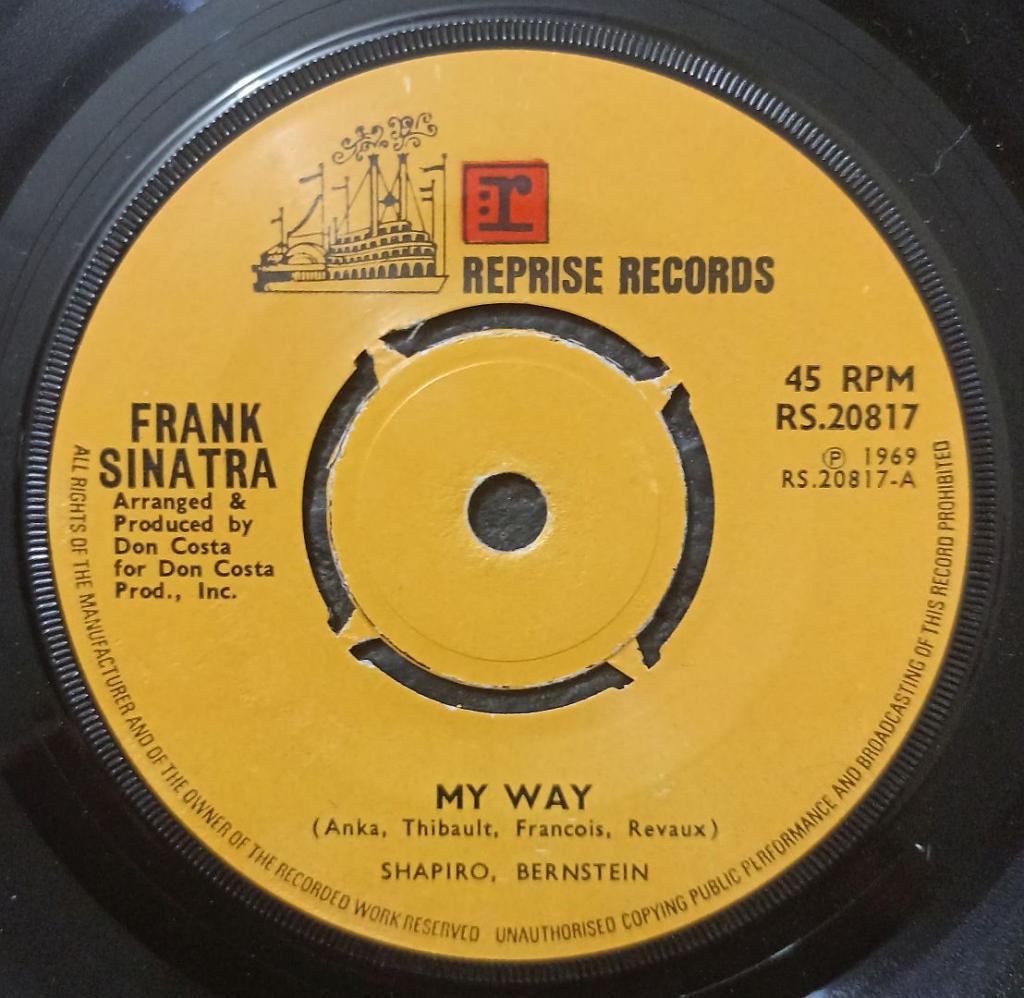 r
REPRISE RECORDS
45 RPM
RS.20817
Ⓟ 1969
RS.20817-A
FRANK
SINATRA
Arranged &
Produced by
Don Costa
for Don Costa
Prod., Inc.
MY WAY
(Anka, Thibault, Francois, Revaux)
SHAPIRO, BERNSTEIN
ALL RIGHTS OF THE MANUFACTURER AND OF THE OWNER OF THE RECORDED WORK RESERVED UNAUTHORISED COPYING PUBLIC PERFORMANCE AND BROADCASTING OF THIS RECORD PROHIBITED